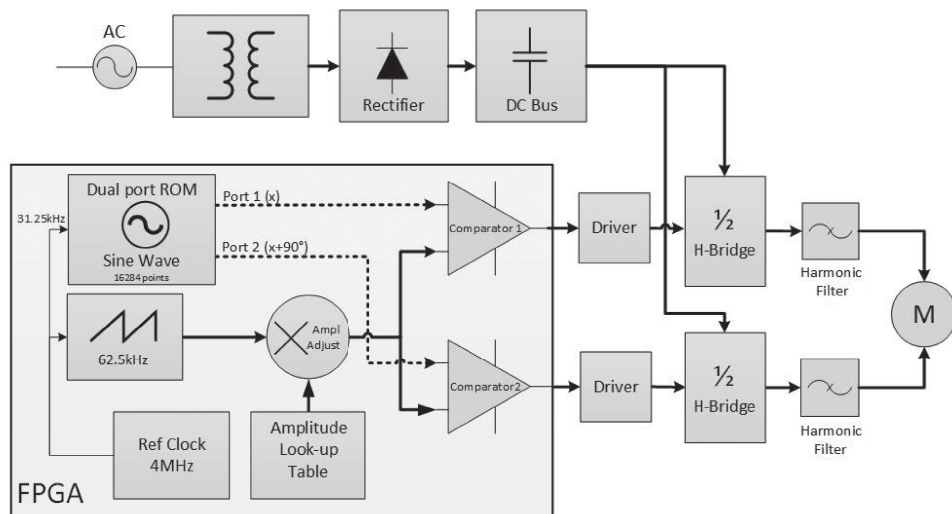 AC
Rectifier
DC Bus
Dual port ROM
Sine Wave
16284 points
31.25kHz
Port 1 (x)
Port 2 (x+90°)
Comparator 1
Driver
½
H-Bridge
Harmonic
Filter
M
62.5kHz
Ampl
Adjust
Comparator2
Driver
½
H-Bridge
Harmonic
Filter
Ref Clock
4MHz
Amplitude
Look-up
Table
FPGA